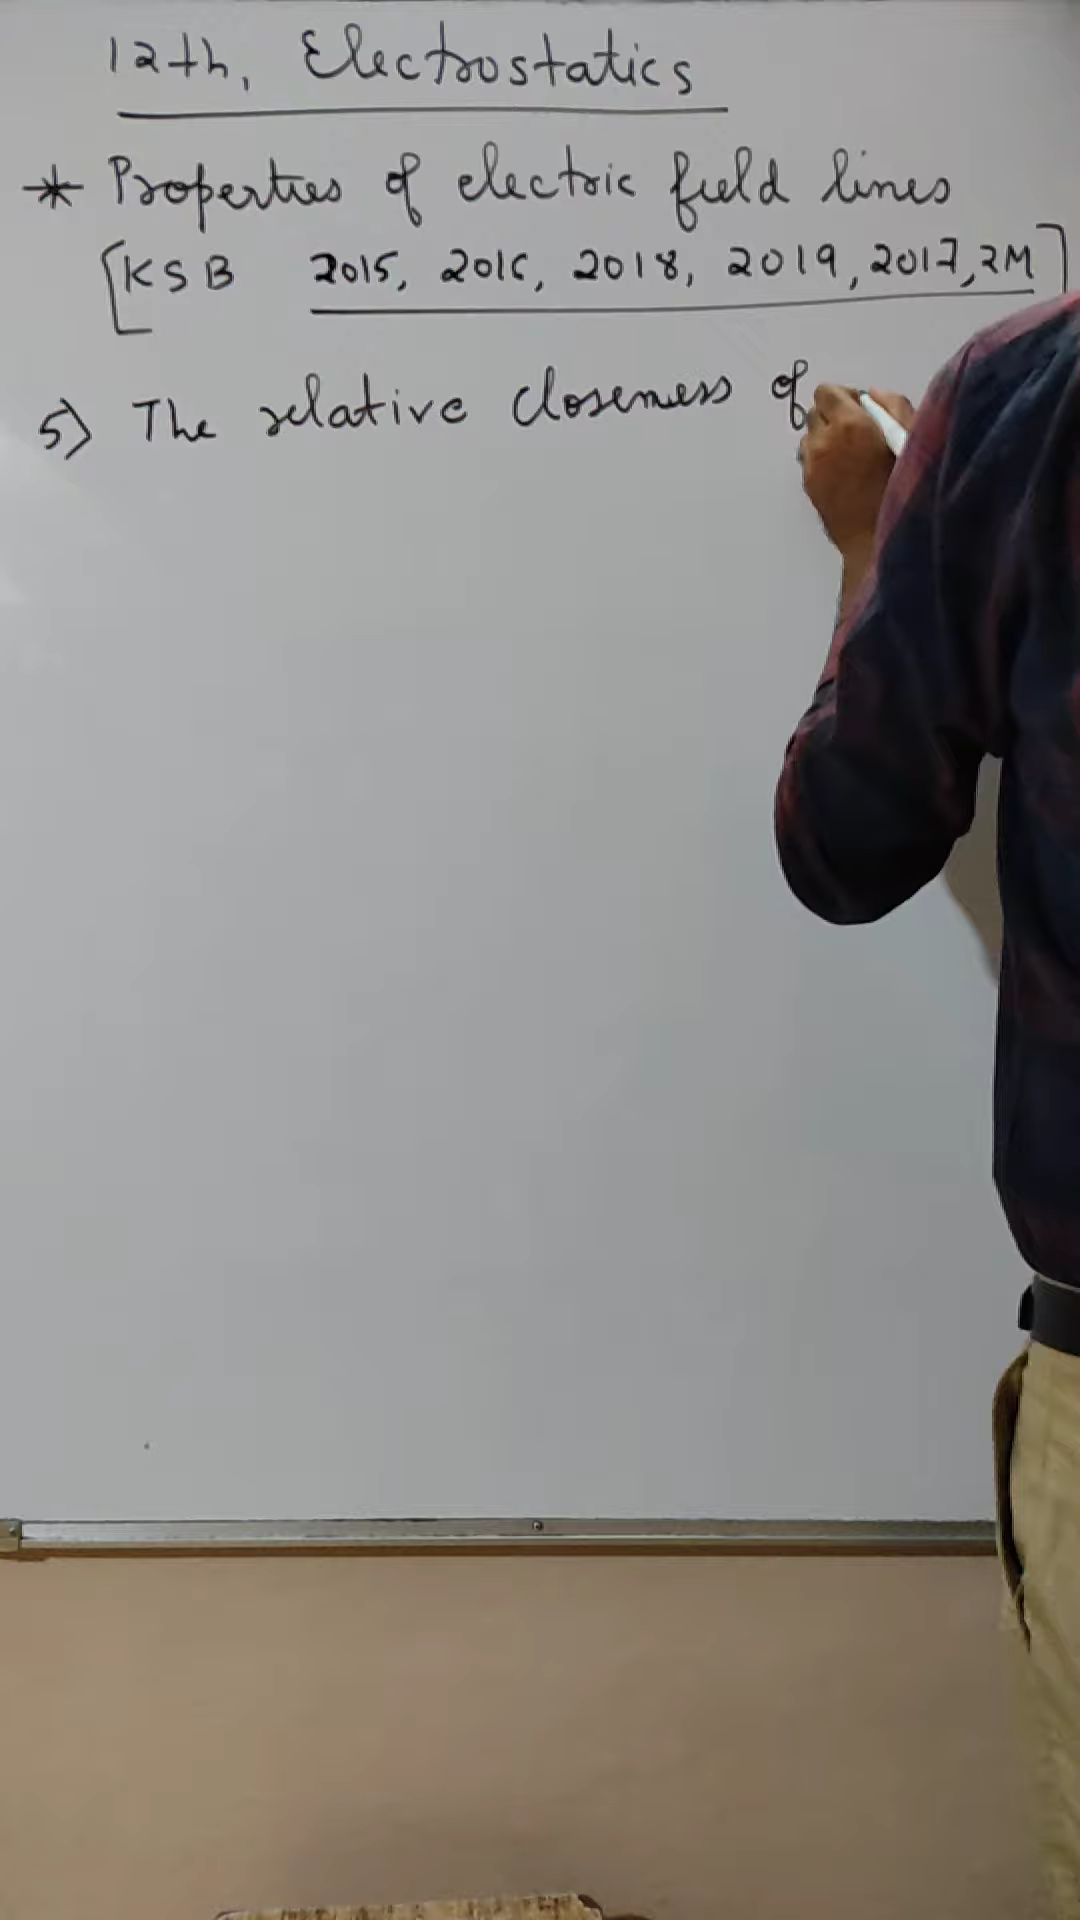 12th, Electrostatics
* Properties of electric field lines
[KSB 2015, 2016, 2018, 2019, 2017, 2M]
5) The relative closeness of